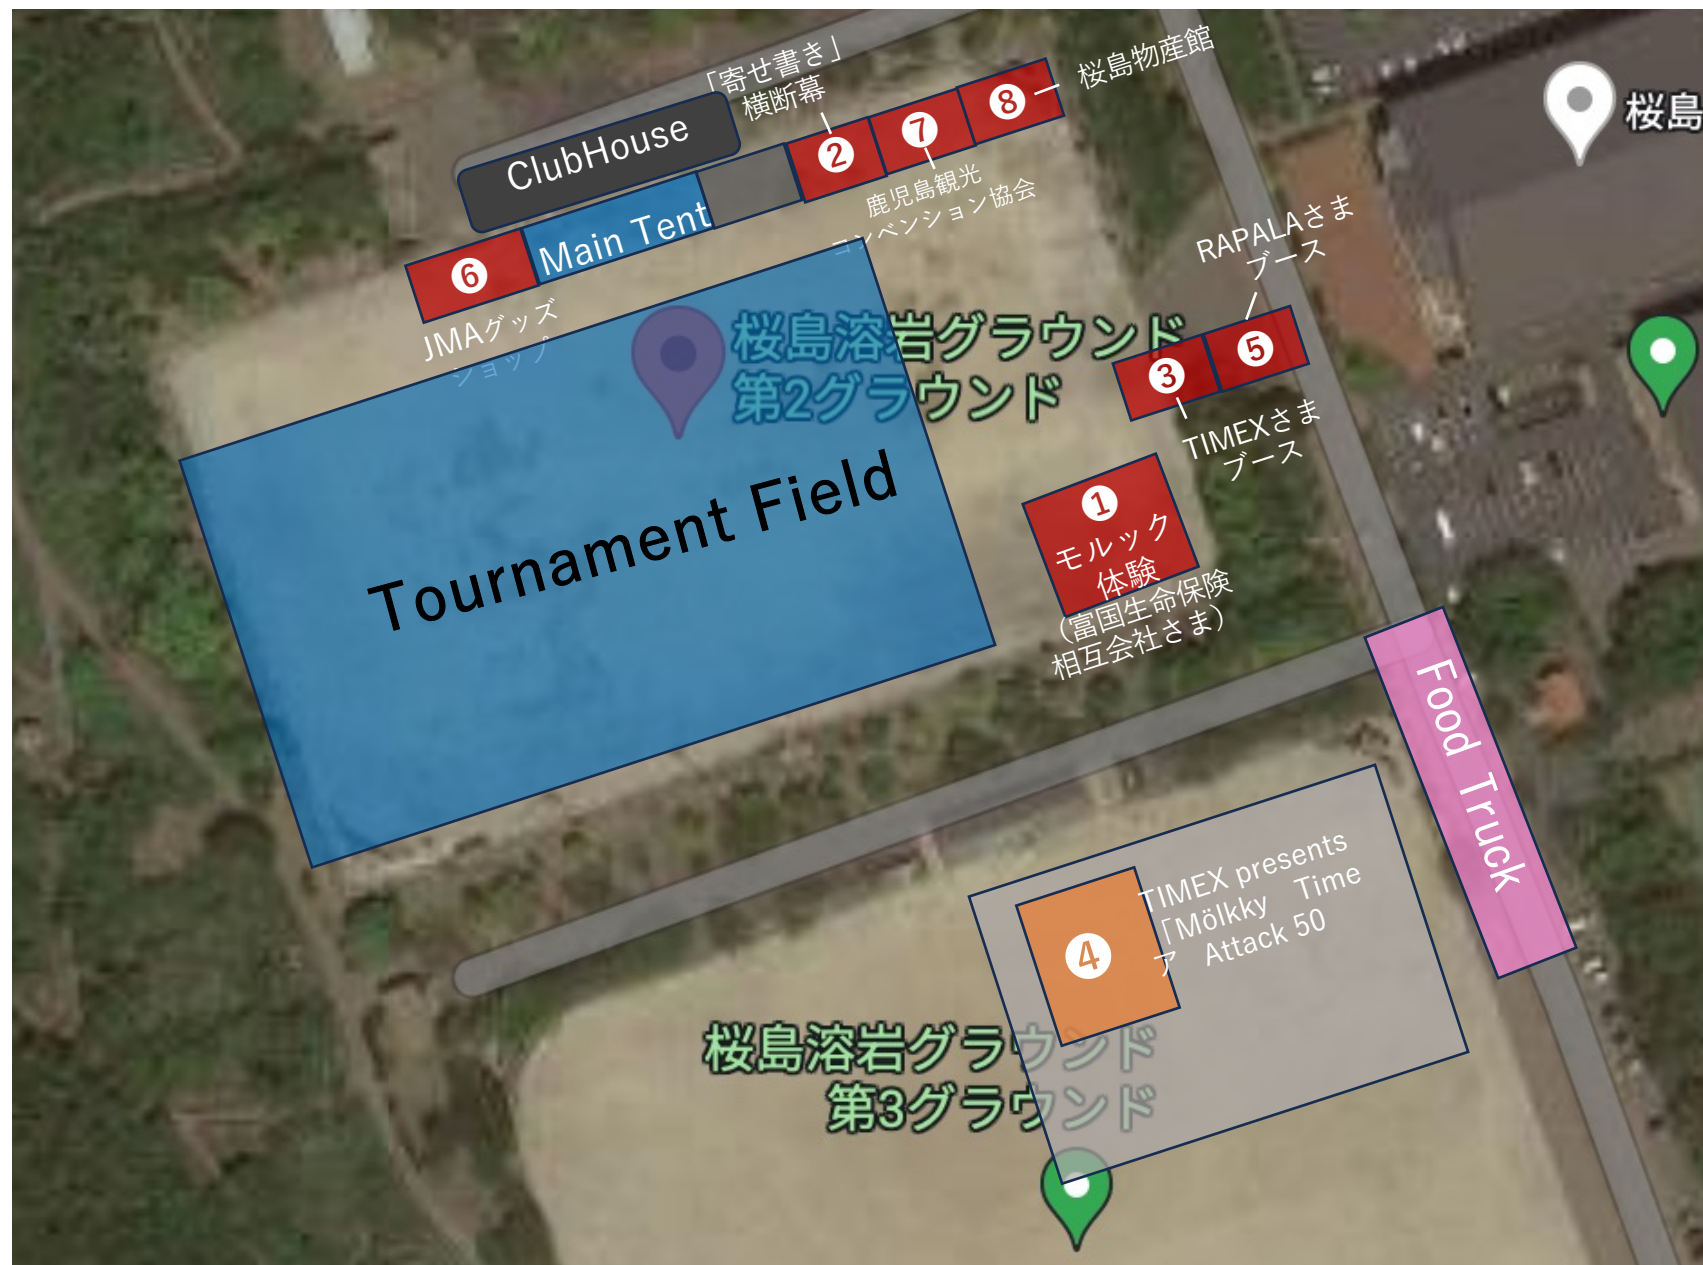 「寄せ書き」
横断幕
桜島物産館
桜島
ClubHouse
2
7
8
鹿児島観光
コンベンション協会
Main Tent
6
JMAグッズ
ショップ
RAPALAさま
ブース
桜島溶岩グラウンド
第2グラウンド
3
5
TIMEXさま
ブース
Tournament Field
1
モルック
体験
（富国生命保険
相互会社さま）
Food Truck
TIMEX presents
「Mölkky Time
ア Attack 50
4
桜島溶岩グラウンド
第3グラウンド